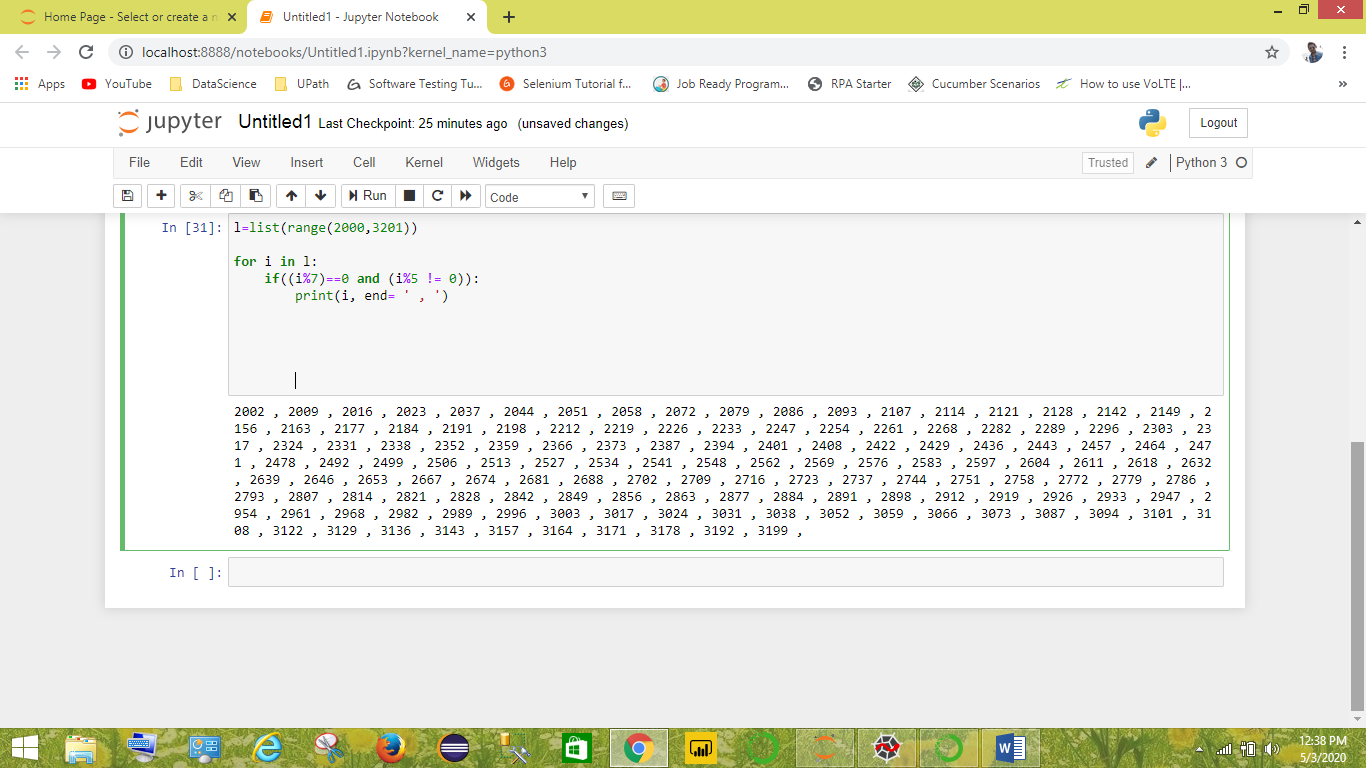 Home Page - Select or create a n
Untitled1 - Jupyter Notebook
localhost:8888/notebooks/Untitled1.ipynb?kernel_name=python3
Apps YouTube DataScience UPath Software Testing Tu... Selenium Tutorial f... Job Ready Program... RPA Starter Cucumber Scenarios How to use VoLTE |... »
jupyter Untitled1 Last Checkpoint: 25 minutes ago (unsaved changes) Logout
File Edit View Insert Cell Kernel Widgets Help Trusted Python 3
Run Code
In [31]: l=list(range(2000,3201))
for i in l:
if((i%7)==0 and (i%5 != 0)):
print(i, end= ' , ')
2002 , 2009 , 2016 , 2023 , 2037 , 2044 , 2051 , 2058 , 2072 , 2079 , 2086 , 2093 , 2107 , 2114 , 2121 , 2128 , 2142 , 2149 , 2
156 , 2163 , 2177 , 2184 , 2191 , 2198 , 2212 , 2219 , 2226 , 2233 , 2247 , 2254 , 2261 , 2268 , 2282 , 2289 , 2296 , 2303 , 23
17 , 2324 , 2331 , 2338 , 2352 , 2359 , 2366 , 2373 , 2387 , 2394 , 2401 , 2408 , 2422 , 2429 , 2436 , 2443 , 2457 , 2464 , 247
1 , 2478 , 2492 , 2499 , 2506 , 2513 , 2527 , 2534 , 2541 , 2548 , 2562 , 2569 , 2576 , 2583 , 2597 , 2604 , 2611 , 2618 , 2632
, 2639 , 2646 , 2653 , 2667 , 2674 , 2681 , 2688 , 2702 , 2709 , 2716 , 2723 , 2737 , 2744 , 2751 , 2758 , 2772 , 2779 , 2786 ,
2793 , 2807 , 2814 , 2821 , 2828 , 2842 , 2849 , 2856 , 2863 , 2877 , 2884 , 2891 , 2898 , 2912 , 2919 , 2926 , 2933 , 2947 , 2
954 , 2961 , 2968 , 2982 , 2989 , 2996 , 3003 , 3017 , 3024 , 3031 , 3038 , 3052 , 3059 , 3066 , 3073 , 3087 , 3094 , 3101 , 31
08 , 3122 , 3129 , 3136 , 3143 , 3157 , 3164 , 3171 , 3178 , 3192 , 3199 ,
In [ ]:
12:38 PM
5/3/2020